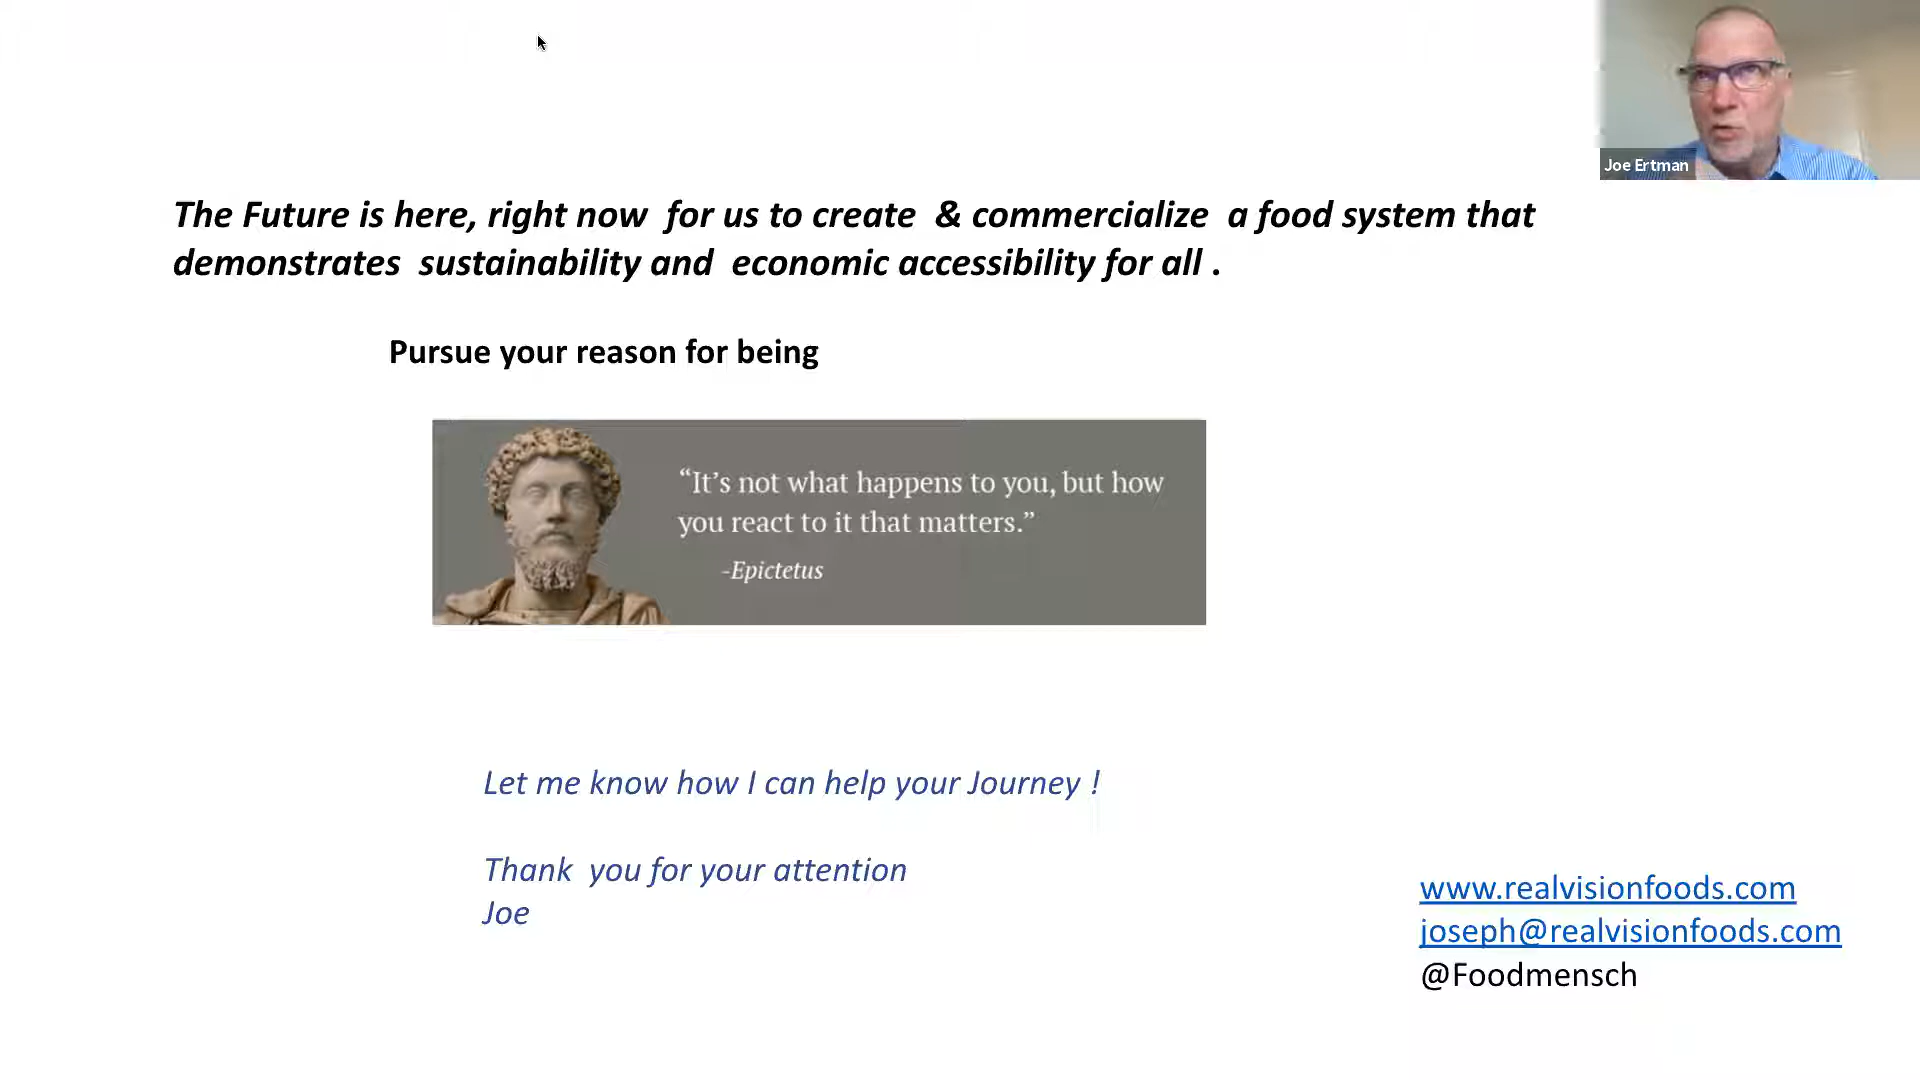 Joe Ertman
The Future is here, right now for us to create & commercialize a food system that
demonstrates sustainability and economic accessibility for all .
Pursue your reason for being
“It’s not what happens to you, but how
you react to it that matters.”
-Epictetus
Let me know how I can help your Journey !
Thank you for your attention
Joe
www.realvisionfoods.com
joseph@realvisionfoods.com
@Foodmensch